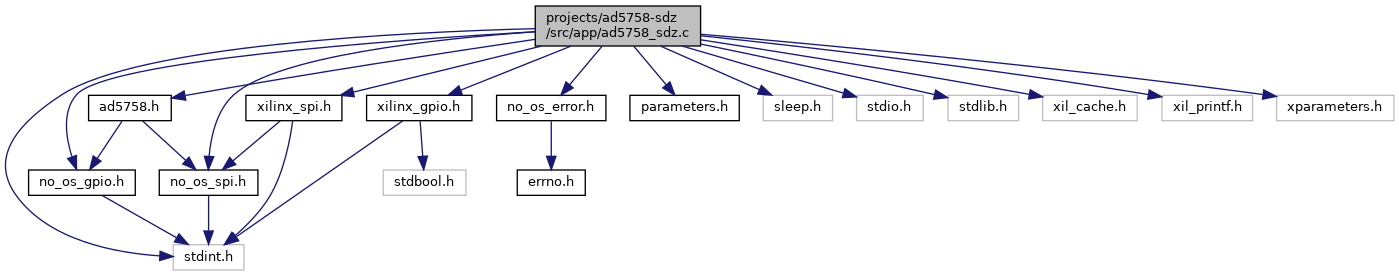 projects/ad5758-sdz
/src/app/ad5758_sdz.c
ad5758.h
xilinx_spi.h
xilinx_gpio.h
no_os_error.h
parameters.h
sleep.h
stdio.h
stdlib.h
xil_cache.h
xil_printf.h
xparameters.h
no_os_gpio.h
no_os_spi.h
stdbool.h
errno.h
stdint.h